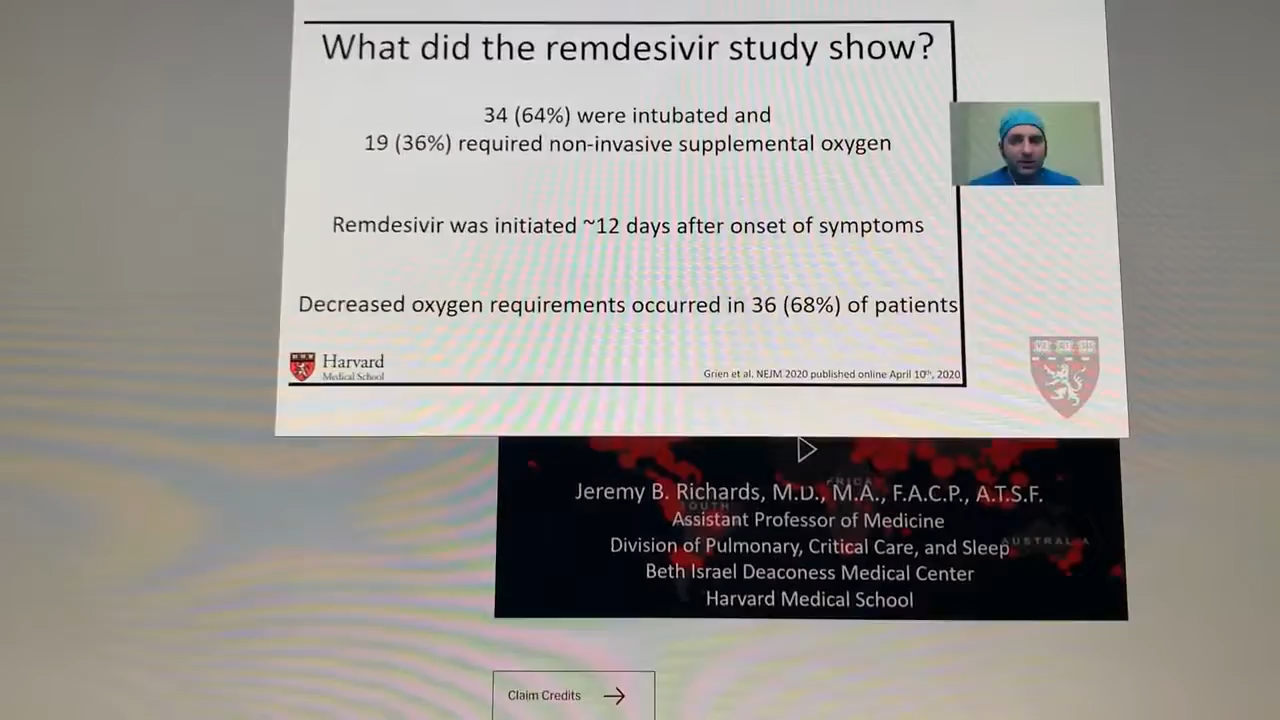 What did the remdesivir study show?
34 (64%) were intubated and
19 (36%) required non-invasive supplemental oxygen
Remdesivir was initiated ~12 days after onset of symptoms
Decreased oxygen requirements occurred in 36 (68%) of patients
Harvard
Medical School
Grien et al. NEJM 2020 published online April 10th, 2020
Jeremy B. Richards, M.D., M.A., F.A.C.P., A.T.S.F.
SOUTH
Assistant Professor of Medicine
Division of Pulmonary, Critical Care, and Sleep
AUSTRALIA
Beth Israel Deaconess Medical Center
Harvard Medical School
Claim Credits